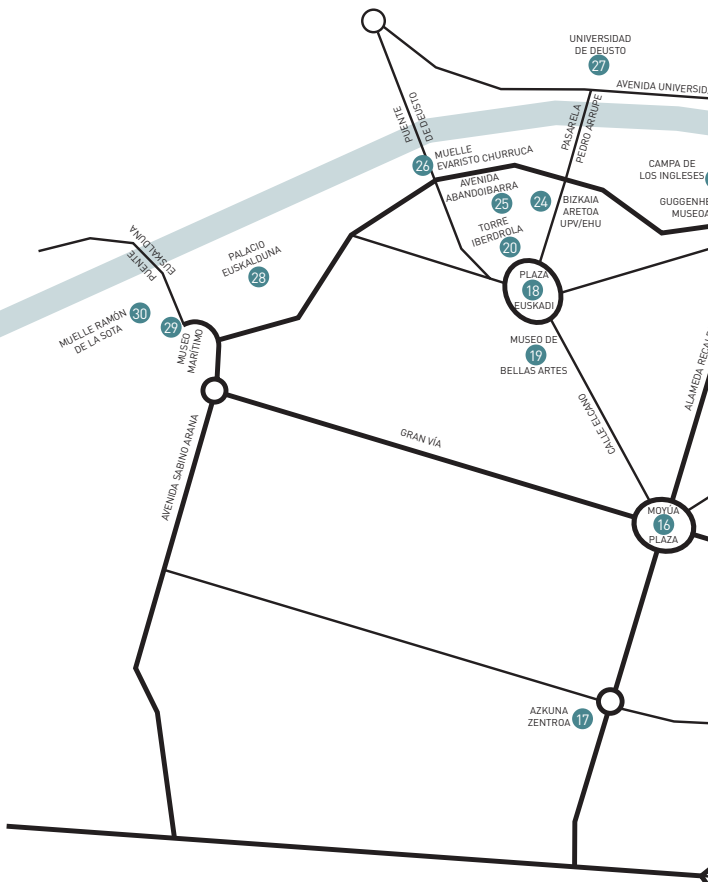 UNIVERSIDAD
DE DEUSTO
27
AVENIDA UNIVERSID
PUENTE
DE DEUSTO
PASARELA
PEDRO ARRUPE
26
MUELLE
EVARISTO CHURRUCA
CAMPA DE
LOS INGLESES
AVENIDA
ABANDOIBARRA
25
24
BIZKAIA
ARETOA
UPV/EHU
GUGGENHE
MUSEOA
TORRE
IBERDROLA
20
PUENTE
EUSKALDUNA
PALACIO
EUSKALDUNA
28
PLAZA
18
EUSKADI
MUELLE RAMÓN
DE LA SOTA
30
29
MUSEO
MARÍTIMO
MUSEO DE
19
BELLAS ARTES
ALAMEDA RECAL
CALLE ELCANO
GRAN VÍA
AVENIDA SABINO ARANA
MOYÚA
16
PLAZA
AZKUNA
ZENTROA
17